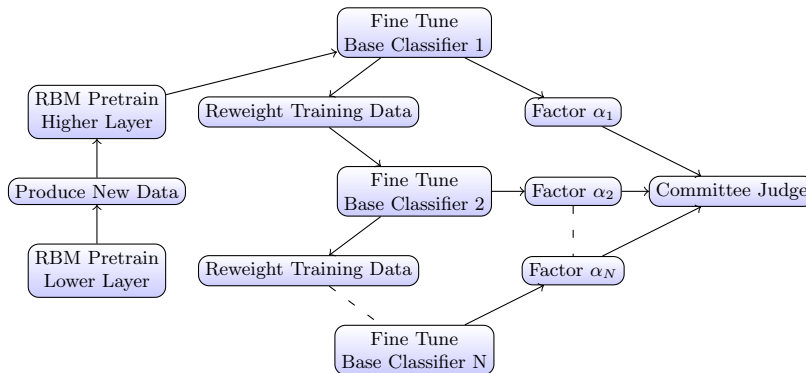 Fine Tune
Base Classifier 1
RBM Pretrain
Higher Layer
Reweight Training Data
Factor α₁
Produce New Data
Fine Tune
Base Classifier 2
Factor α₂
Committee Judge
RBM Pretrain
Lower Layer
Reweight Training Data
Factor α_N
Fine Tune
Base Classifier N